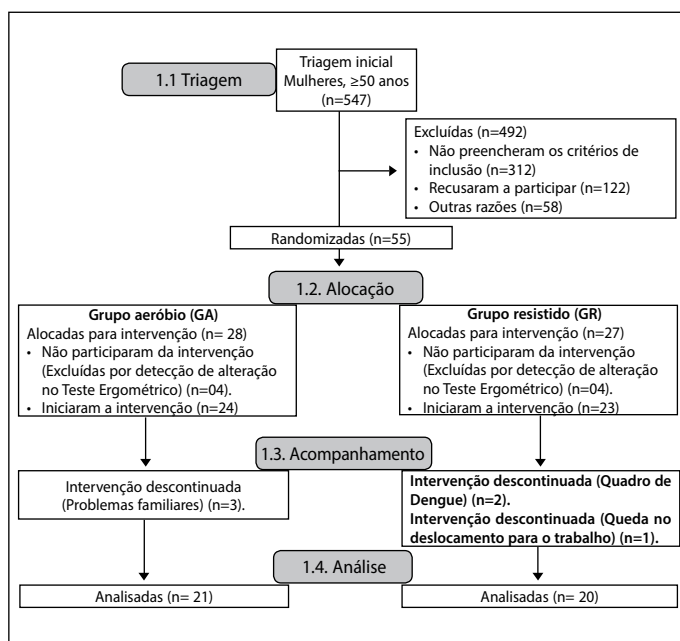 1.1 Triagem
Triagem inicial
Mulheres, ≥50 anos
(n=547)
Excluídas (n=492)
• Não preencheram os critérios de
inclusão (n=312)
• Recusaram a participar (n=122)
• Outras razões (n=58)
Randomizadas (n=55)
1.2. Alocação
Grupo aeróbio (GA)
Alocadas para intervenção (n= 28)
• Não participaram da intervenção
(Excluídas por detecção de alteração
no Teste Ergométrico) (n=04).
• Iniciaram a intervenção (n=24)
Grupo resistido (GR)
Alocadas para intervenção (n=27)
• Não participaram da intervenção
(Excluídas por detecção de alteração
no Teste Ergométrico) (n=04).
• Iniciaram a intervenção (n=23)
1.3. Acompanhamento
Intervenção descontinuada
(Problemas familiares) (n=3).
Intervenção descontinuada (Quadro de
Dengue) (n=2).
Intervenção descontinuada (Queda no
deslocamento para o trabalho) (n=1).
1.4. Análise
Analisadas (n= 21)
Analisadas (n= 20)